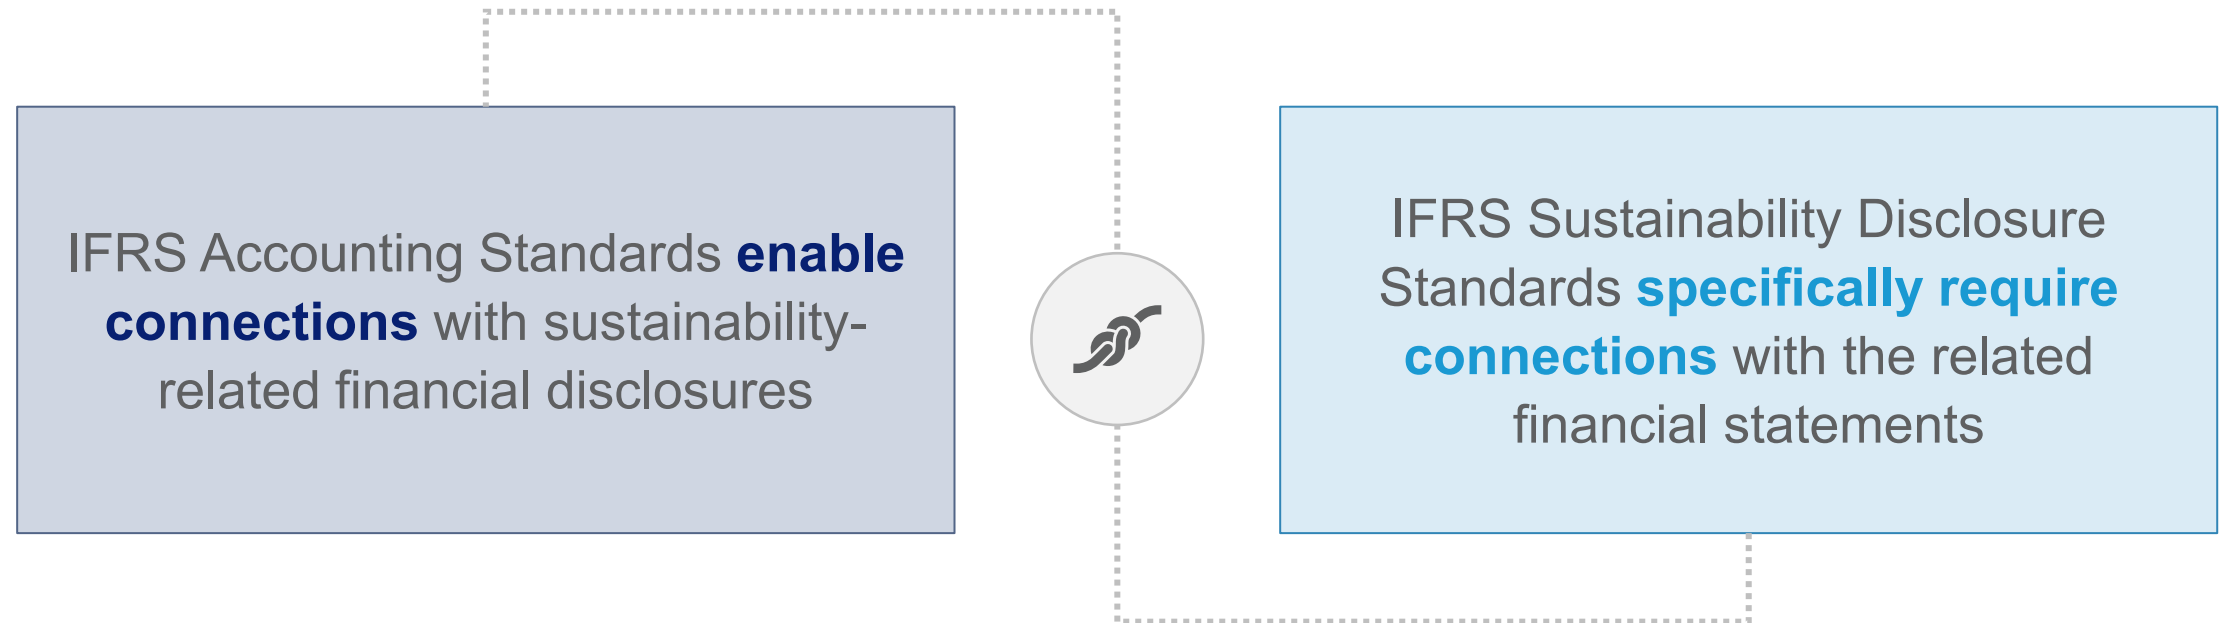 IFRS Accounting Standards enable
connections with sustainability-
related financial disclosures
IFRS Sustainability Disclosure
Standards specifically require
connections with the related
financial statements